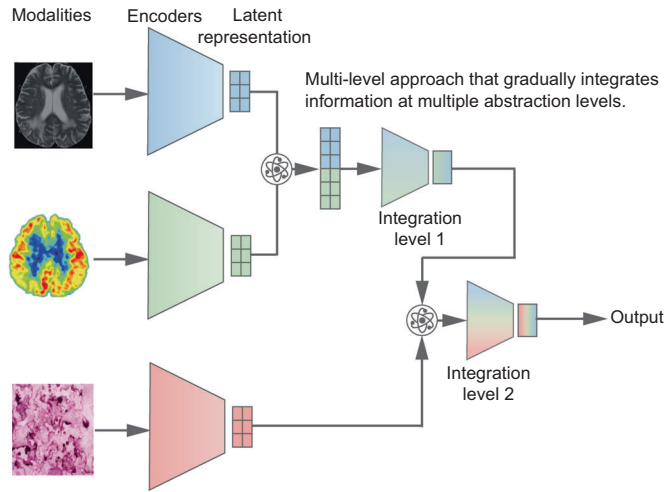 Modalities
Encoders
Latent
representation
Multi-level approach that gradually integrates
information at multiple abstraction levels.
Integration
level 1
Integration
level 2
Output